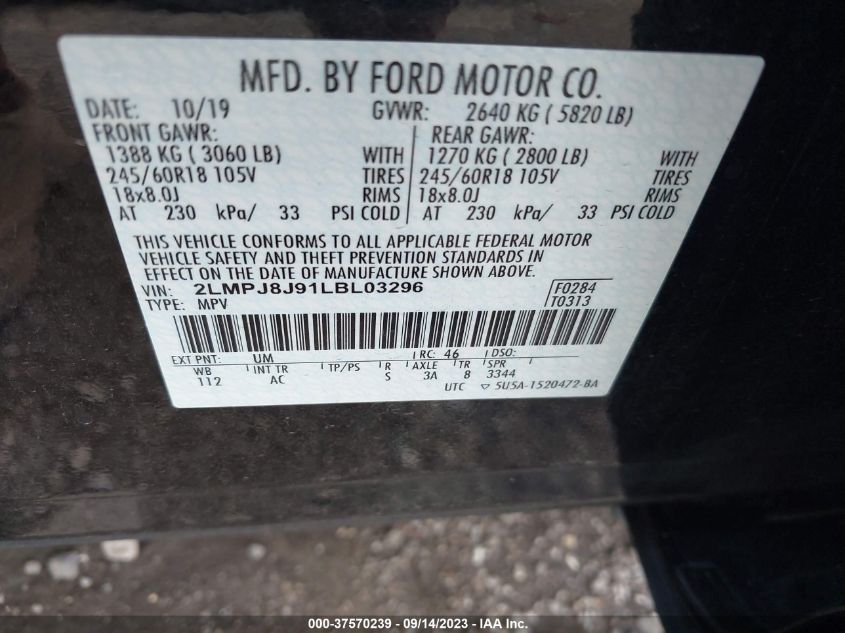 MFD. BY FORD MOTOR CO.
DATE: 10/19 GVWR: 2640 KG ( 5820 LB)
FRONT GAWR: REAR GAWR:
1388 KG ( 3060 LB) WITH 1270 KG ( 2800 LB) WITH
245/60R18 105V TIRES 245/60R18 105V TIRES
18x8.0J RIMS 18x8.0J RIMS
AT 230 kPa/ 33 PSI COLD AT 230 kPa/ 33 PSI COLD
THIS VEHICLE CONFORMS TO ALL APPLICABLE FEDERAL MOTOR
VEHICLE SAFETY AND THEFT PREVENTION STANDARDS IN
EFFECT ON THE DATE OF MANUFACTURE SHOWN ABOVE.
VIN: 2LMPJ8J91LBL03296 F0284
TYPE: MPV T0313
EXT PNT: UM RC: 46 DSO:
WB INT TR TP/PS R AXLE TR SPR
112 AC S 3A 8 3344
UTC ▽ 5U5A-1520472-BA
000-37570239 - 09/14/2023 - IAA, Inc.